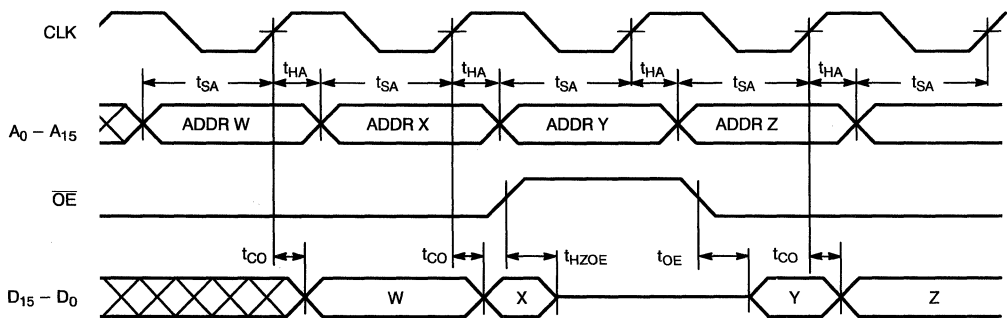 CLK
tSA tHA tSA tHA tSA tHA tSA tHA tSA
A0 – A15 ADDR W ADDR X ADDR Y ADDR Z
OE
tCO tCO tHZOE tOE tCO
D15 – D0 W X Y Z